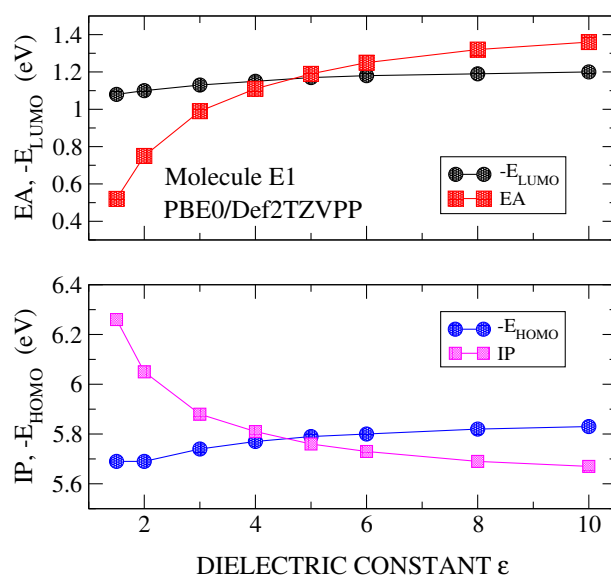 1.4
1.2
1
0.8
0.6
0.4
EA, -E_LUMO (eV)
Molecule E1
PBE0/Def2TZVPP
-E_LUMO
EA
6.4
6.2
6
5.8
5.6
IP, -E_HOMO (eV)
-E_HOMO
IP
2 4 6 8 10
DIELECTRIC CONSTANT ε